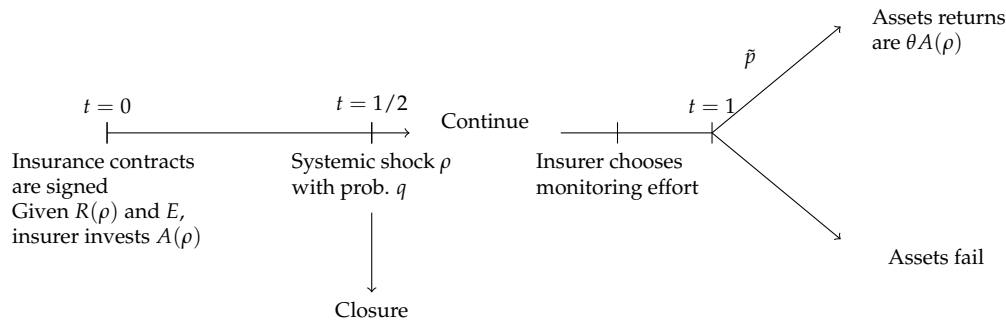 Assets returns
are θA(ρ)
p̃
t = 0
t = 1/2
Continue
t = 1
Insurance contracts
are signed
Given R(ρ) and E,
insurer invests A(ρ)
Systemic shock ρ
with prob. q
Insurer chooses
monitoring effort
Assets fail
Closure